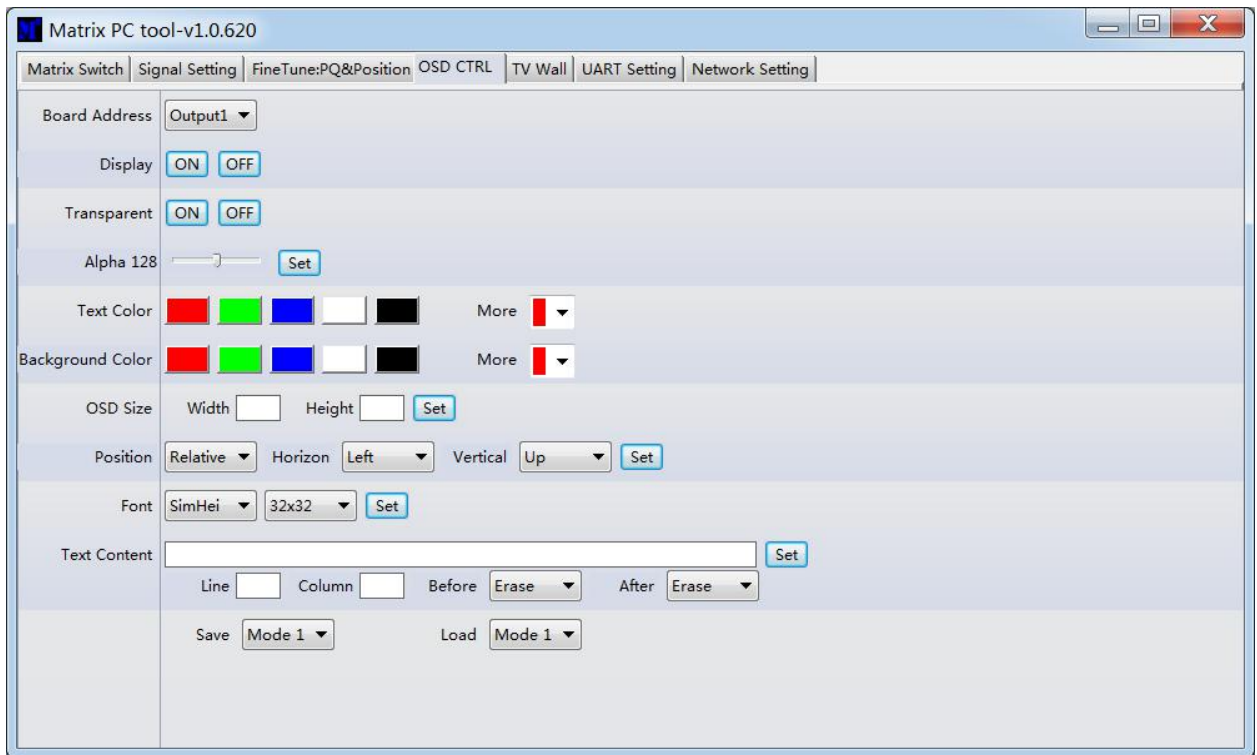 Matrix PC tool-v1.0.620
Matrix Switch Signal Setting FineTune:PQ&Position OSD CTRL TV Wall UART Setting Network Setting
Board Address Output1
Display ON OFF
Transparent ON OFF
Alpha 128 Set
Text Color More
Background Color More
OSD Size Width Height Set
Position Relative Horizon Left Vertical Up Set
Font SimHei 32x32 Set
Text Content Set
Line Column Before Erase After Erase
Save Mode 1 Load Mode 1